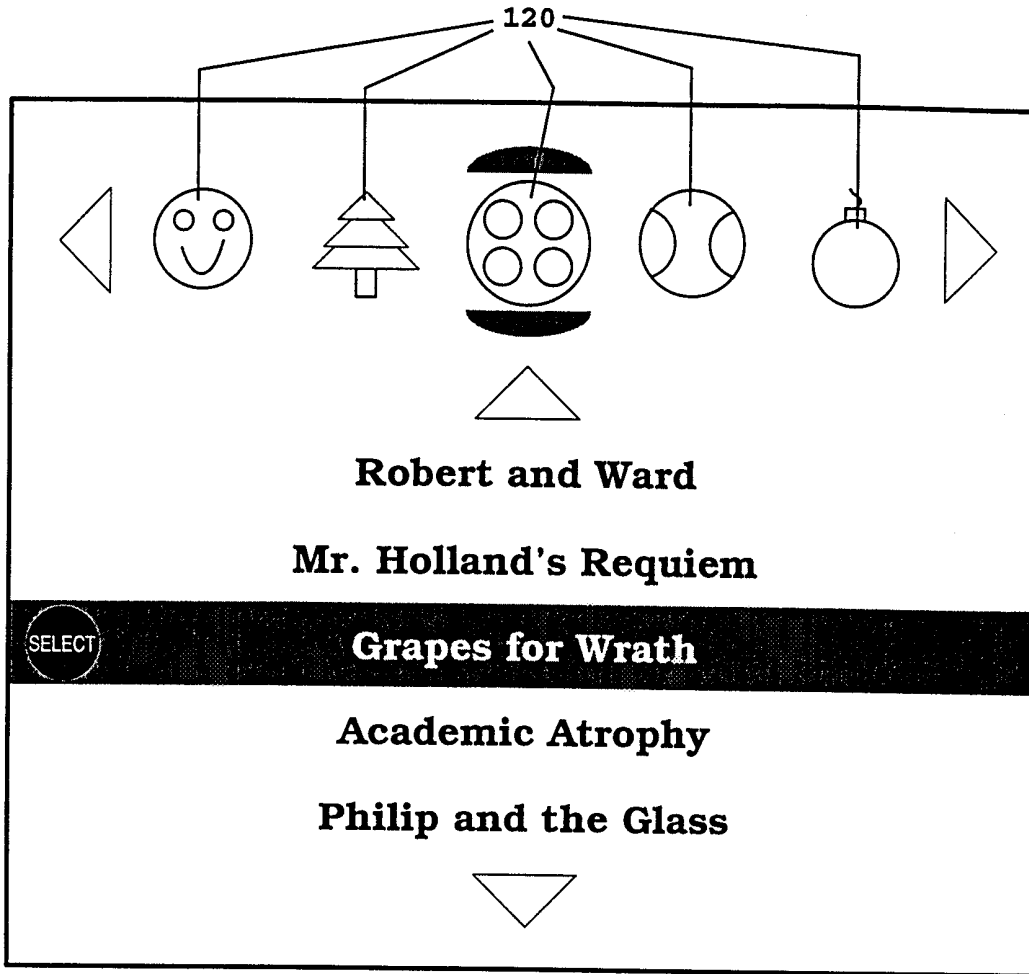 120
Robert and Ward
Mr. Holland's Requiem
SELECT Grapes for Wrath
Academic Atrophy
Philip and the Glass